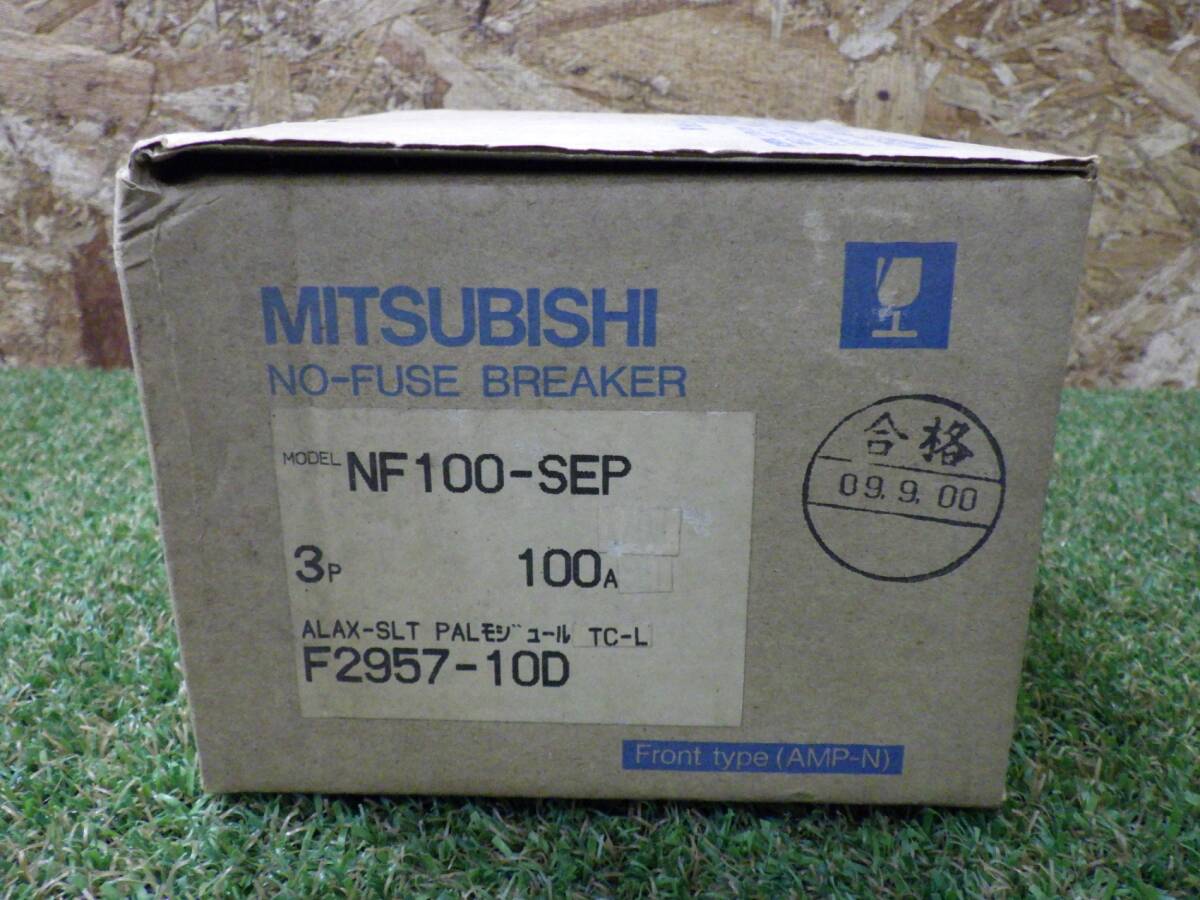 MITSUBISHI
NO-FUSE BREAKER
MODEL NF100-SEP
3P 100A
ALAX-SLT PALモジュール TC-L
F2957-10D
Front type (AMP-N)
合格
09. 9. 00